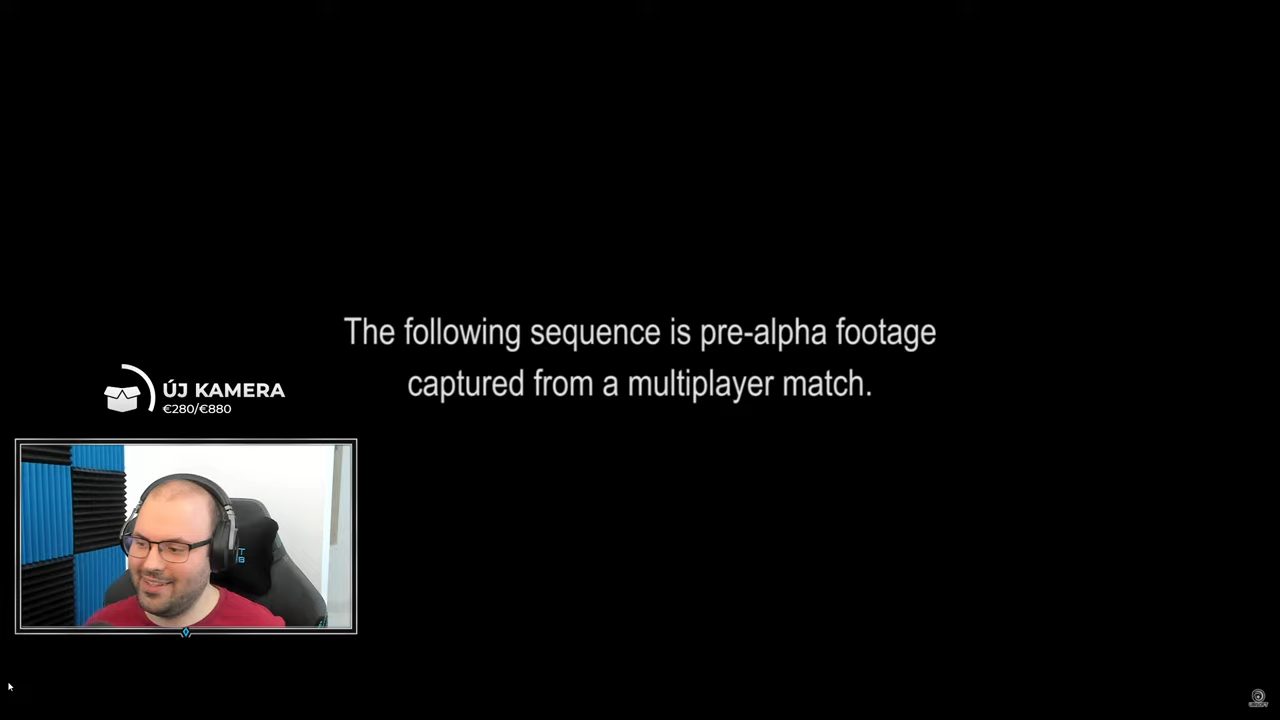 The following sequence is pre-alpha footage
captured from a multiplayer match.
ÚJ KAMERA
€280/€880